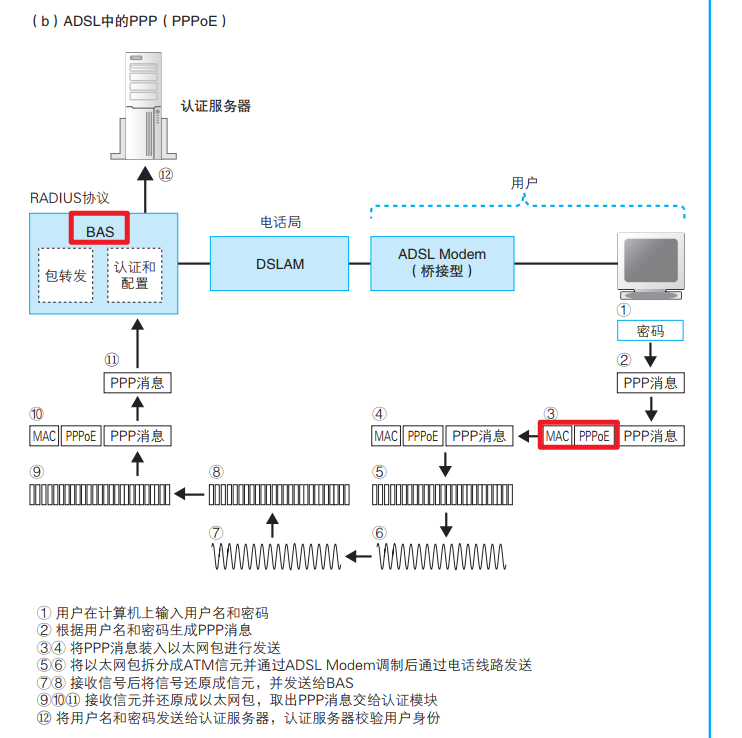 （b）ADSL中的PPP（PPPoE）
认证服务器
⑫
RADIUS协议
用户
BAS
电话局
包转发
认证和
配置
DSLAM
ADSL Modem
（桥接型）
①
密码
⑪
②
PPP消息
PPP消息
⑩
④
③
MAC PPPoE PPP消息
MAC PPPoE PPP消息
MAC PPPoE PPP消息
⑨
⑧
⑤
⑦
⑥
① 用户在计算机上输入用户名和密码
② 根据用户名和密码生成PPP消息
③④ 将PPP消息装入以太网包进行发送
⑤⑥ 将以太网包拆分成ATM信元并通过ADSL Modem调制后通过电话线路发送
⑦⑧ 接收信号后将信号还原成信元，并发送给BAS
⑨⑩⑪ 接收信元并还原成以太网包，取出PPP消息交给认证模块
⑫ 将用户名和密码发送给认证服务器，认证服务器校验用户身份